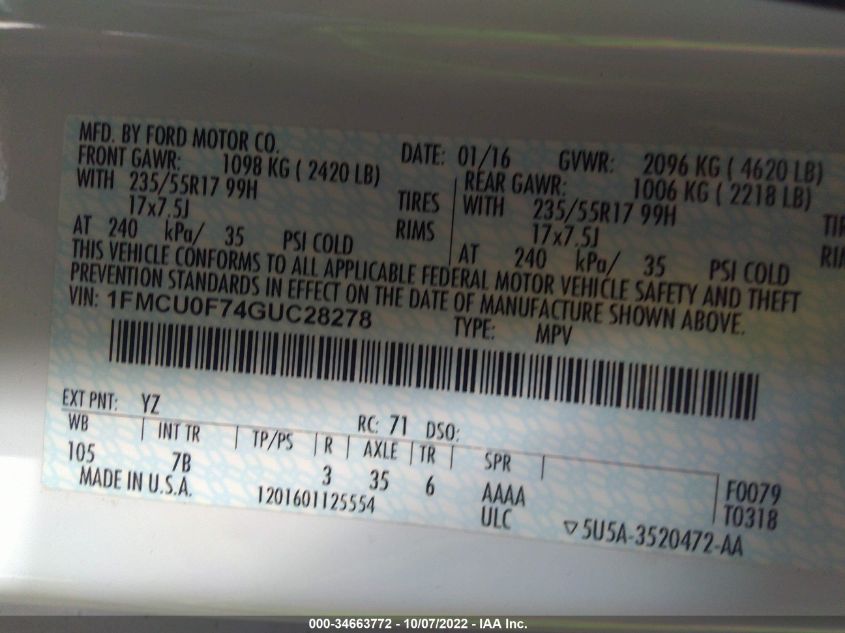 MFD. BY FORD MOTOR CO.
DATE: 01/16 GVWR: 2096 KG ( 4620 LB)
FRONT GAWR: 1098 KG ( 2420 LB) REAR GAWR: 1006 KG ( 2218 LB)
WITH 235/55R17 99H TIRES WITH 235/55R17 99H
17x7.5J RIMS 17x7.5J
AT 240 kPa/ 35 PSI COLD AT 240 kPa/ 35 PSI COLD
THIS VEHICLE CONFORMS TO ALL APPLICABLE FEDERAL MOTOR VEHICLE SAFETY AND THEFT
PREVENTION STANDARDS IN EFFECT ON THE DATE OF MANUFACTURE SHOWN ABOVE.
VIN: 1FMCU0F74GUC28278 TYPE: MPV
EXT PNT: YZ RC: 71 DSO:
WB INT TR TP/PS R AXLE TR SPR
105 7B 3 35 6 AAAA F0079
MADE IN U.S.A. 1201601125554 ULC T0318
5U5A-3520472-AA
000-34663772 - 10/07/2022 - IAA Inc.